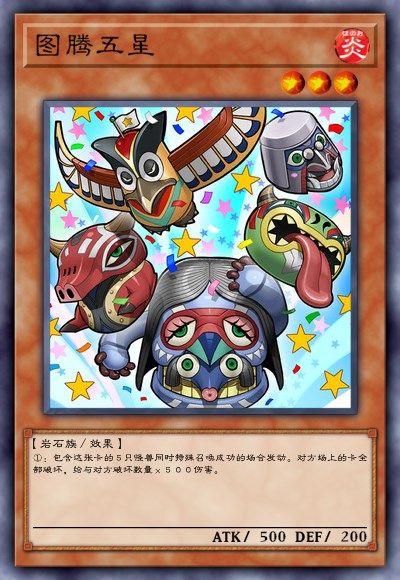 图腾五星
ほのお
炎
【岩石族／效果】
①：包含这张卡的５只怪兽同时特殊召唤成功的场合发动。对方场上的卡全
部破坏，给与对方破坏数量×５００伤害。
ATK/ 500 DEF/ 200